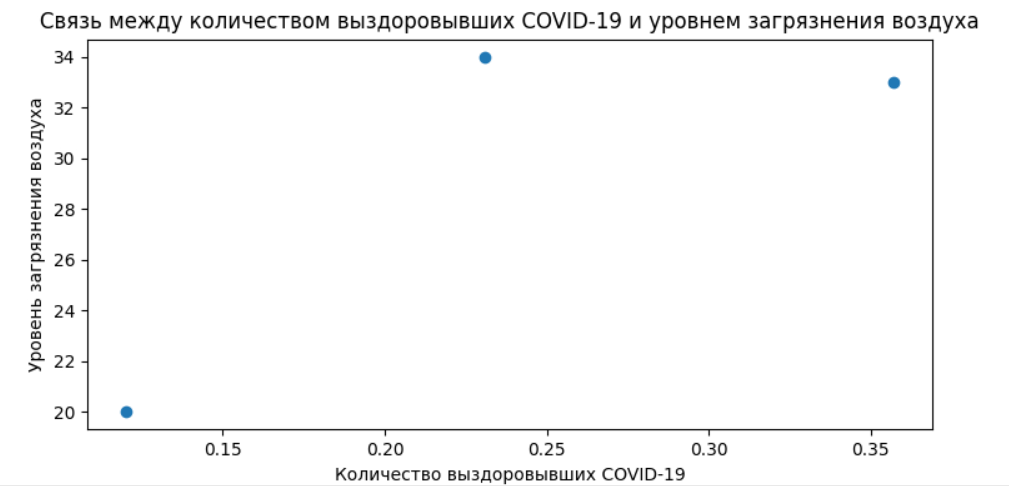 Связь между количеством выздоровывших COVID-19 и уровнем загрязнения воздуха
Уровень загрязнения воздуха
34
32
30
28
26
24
22
20
0.15 0.20 0.25 0.30 0.35
Количество выздоровывших COVID-19